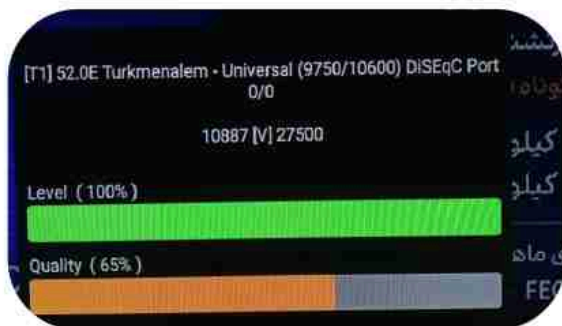 [T1] 52.0E Turkmenalem - Universal (9750/10600) DiSEqC Port
0/0
10887 [V] 27500
Level (100%)
Quality (65%)
کیلو
کیلو
FEC